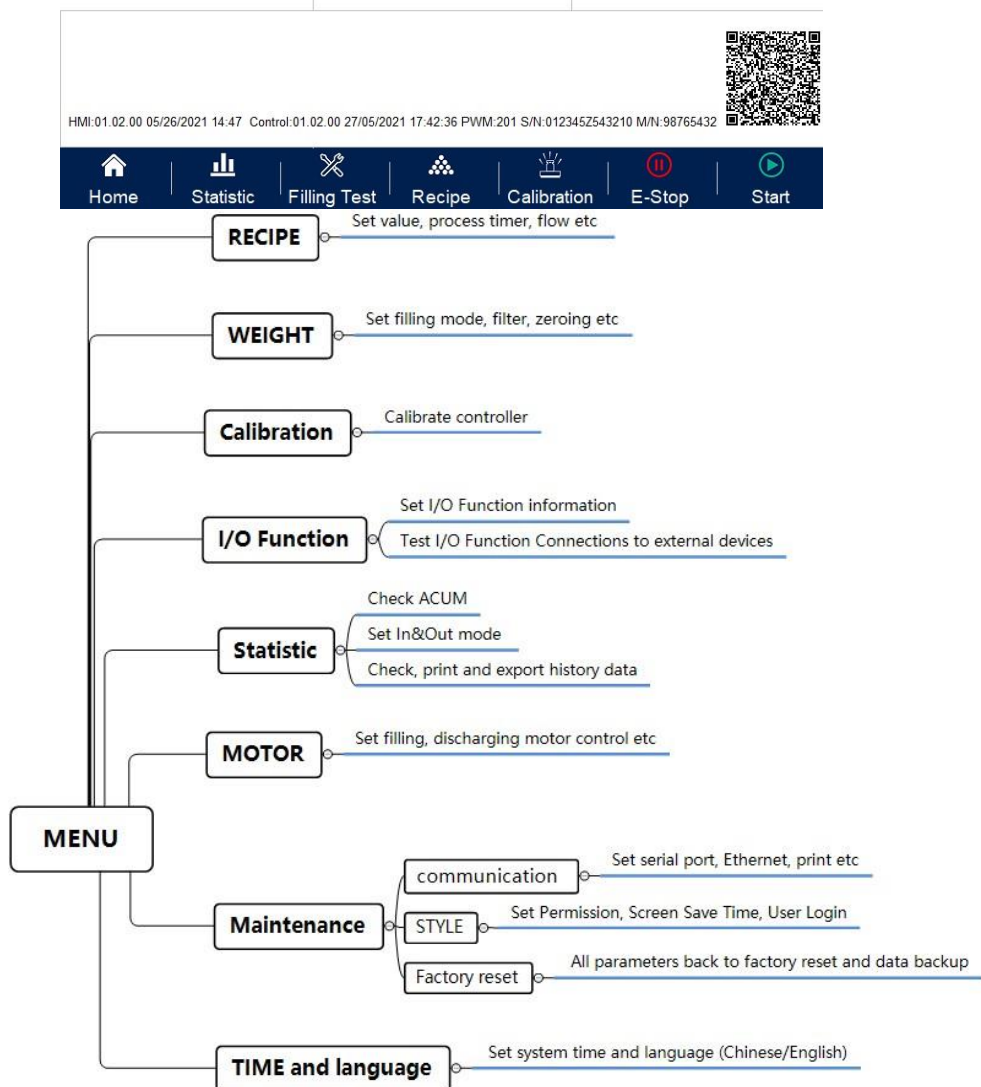 HMI:01.02.00 05/26/2021 14:47 Control:01.02.00 27/05/2021 17:42:36 PWM:201 S/N:012345Z543210 M/N:98765432
Home Statistic Filling Test Recipe Calibration E-Stop Start
RECIPE
Set value, process timer, flow etc
WEIGHT
Set filling mode, filter, zeroing etc
Calibration
Calibrate controller
I/O Function
Set I/O Function information
Test I/O Function Connections to external devices
Statistic
Check ACUM
Set In&Out mode
Check, print and export history data
MOTOR
Set filling, discharging motor control etc
MENU
Maintenance
communication
Set serial port, Ethernet, print etc
STYLE
Set Permission, Screen Save Time, User Login
Factory reset
All parameters back to factory reset and data backup
TIME and language
Set system time and language (Chinese/English)